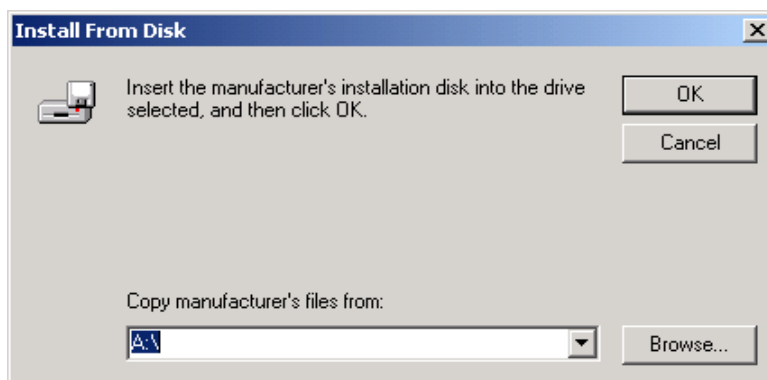 Install From Disk
Insert the manufacturer's installation disk into the drive
selected, and then click OK.
OK
Cancel
Copy manufacturer's files from:
A:\
Browse...